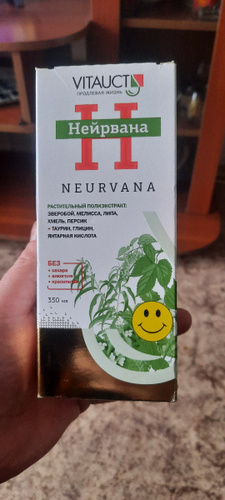 VITAUCT
ПРОДЛЕВАЯ ЖИЗНЬ
Н
Нейрвана
NEURVANA
РАСТИТЕЛЬНЫЙ ПОЛИЭКСТРАКТ:
ЗВЕРОБОЙ, МЕЛИССА, ЛИПА,
ХМЕЛЬ, ПЕРСИК
+ ТАУРИН, ГЛИЦИН,
ЯНТАРНАЯ КИСЛОТА
БЕЗ
• сахара
350 мл